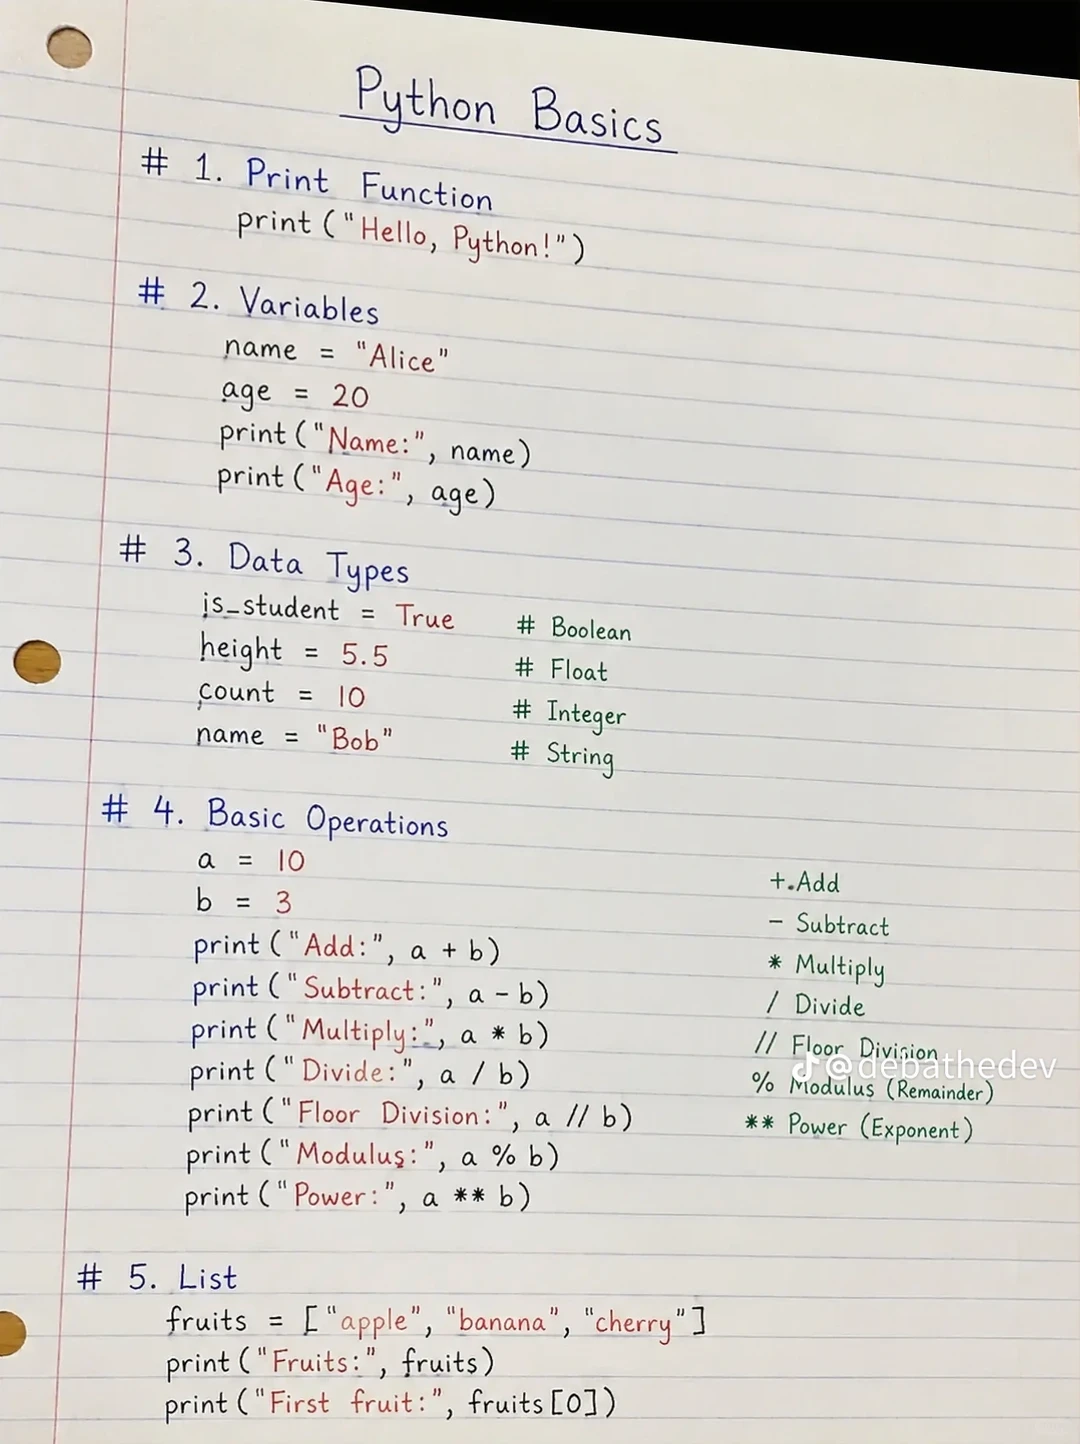 Python Basics
# 1. Print Function
print ("Hello, Python!")
# 2. Variables
name = "Alice"
age = 20
print ("Name:", name)
print ("Age:", age)
# 3. Data Types
is_student = True # Boolean
height = 5.5 # Float
count = 10 # Integer
name = "Bob" # String
# 4. Basic Operations
a = 10
b = 3
print ("Add:", a + b)
print ("Subtract:", a - b)
print ("Multiply:", a * b)
print ("Divide:", a / b)
print ("Floor Division:", a // b)
print ("Modulus:", a % b)
print ("Power:", a ** b)
+.Add
- Subtract
* Multiply
/ Divide
// Floor Division
@debathedev
% Modulus (Remainder)
** Power (Exponent)
# 5. List
fruits = ["apple", "banana", "cherry"]
print ("Fruits:", fruits)
print ("First fruit:", fruits[0])